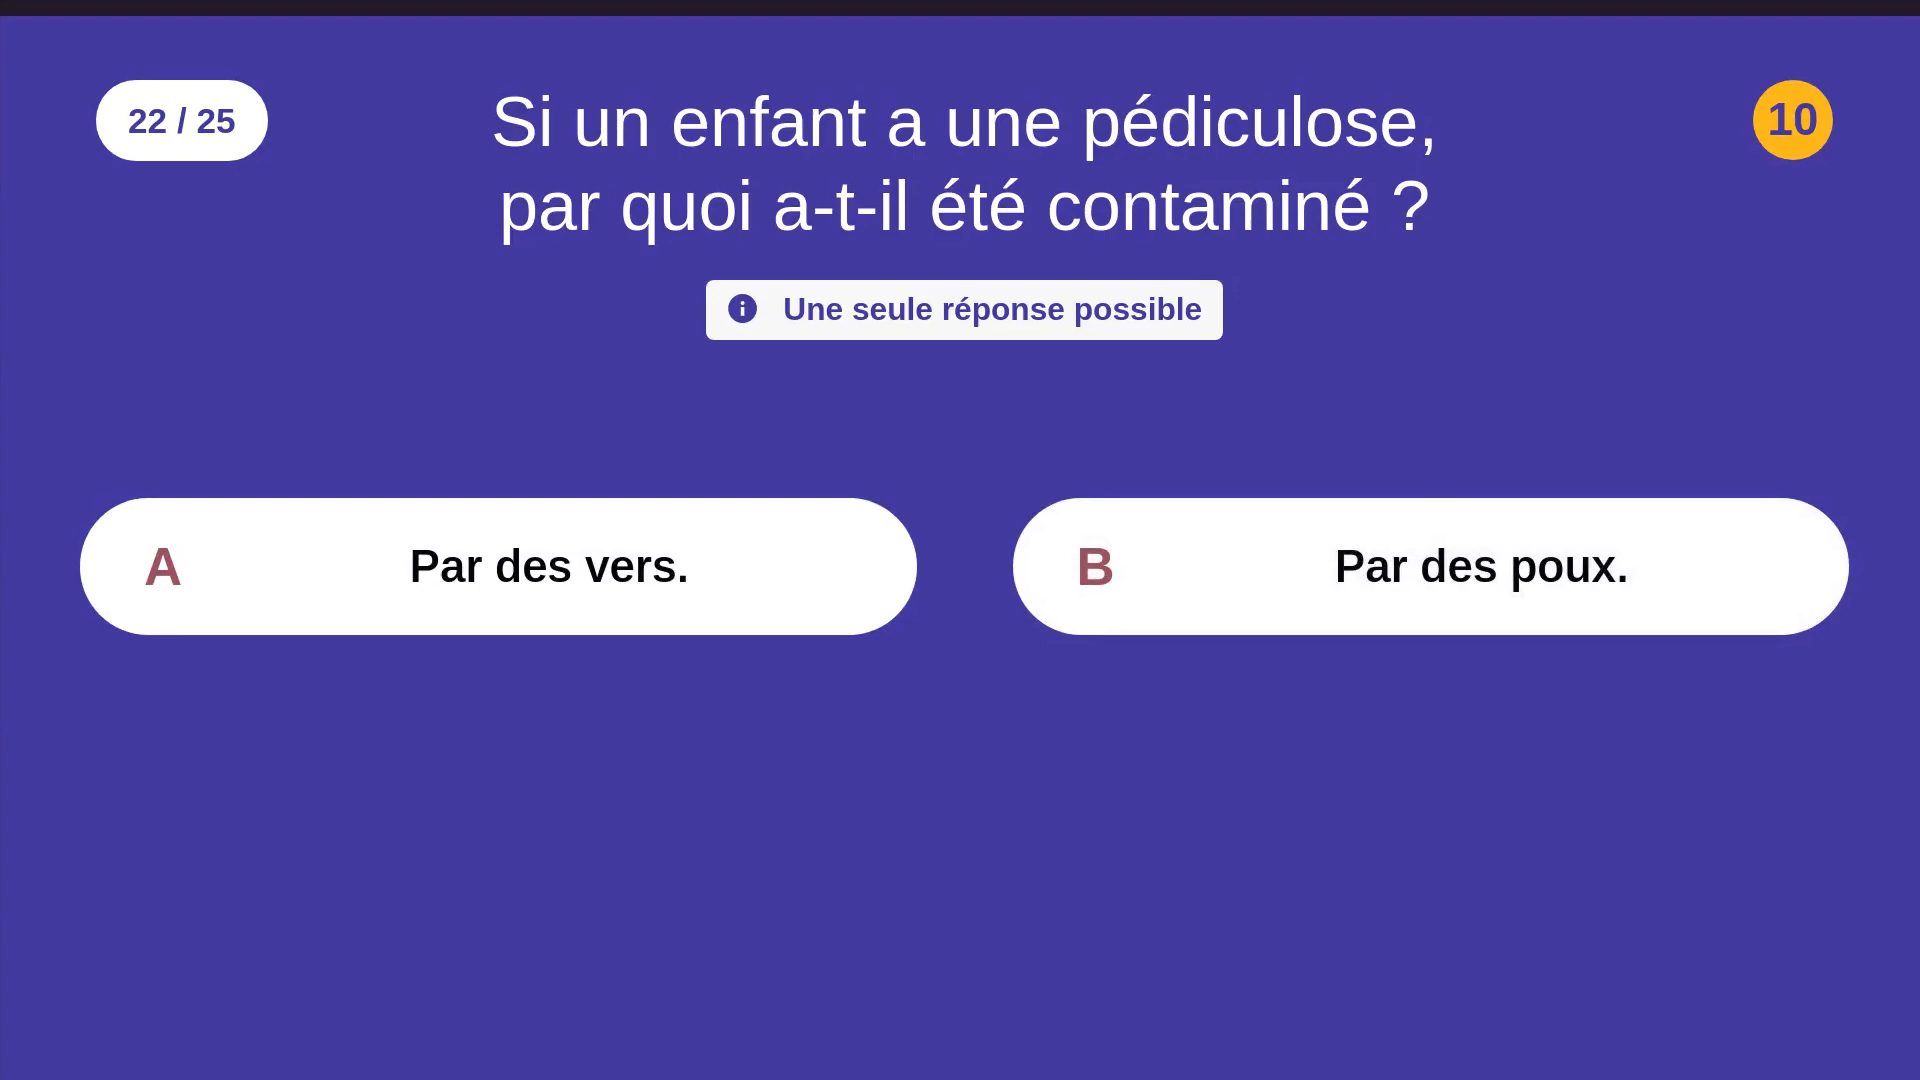 22 / 25
Si un enfant a une pédiculose,
par quoi a-t-il été contaminé ?
10
Une seule réponse possible
A Par des vers.
B Par des poux.